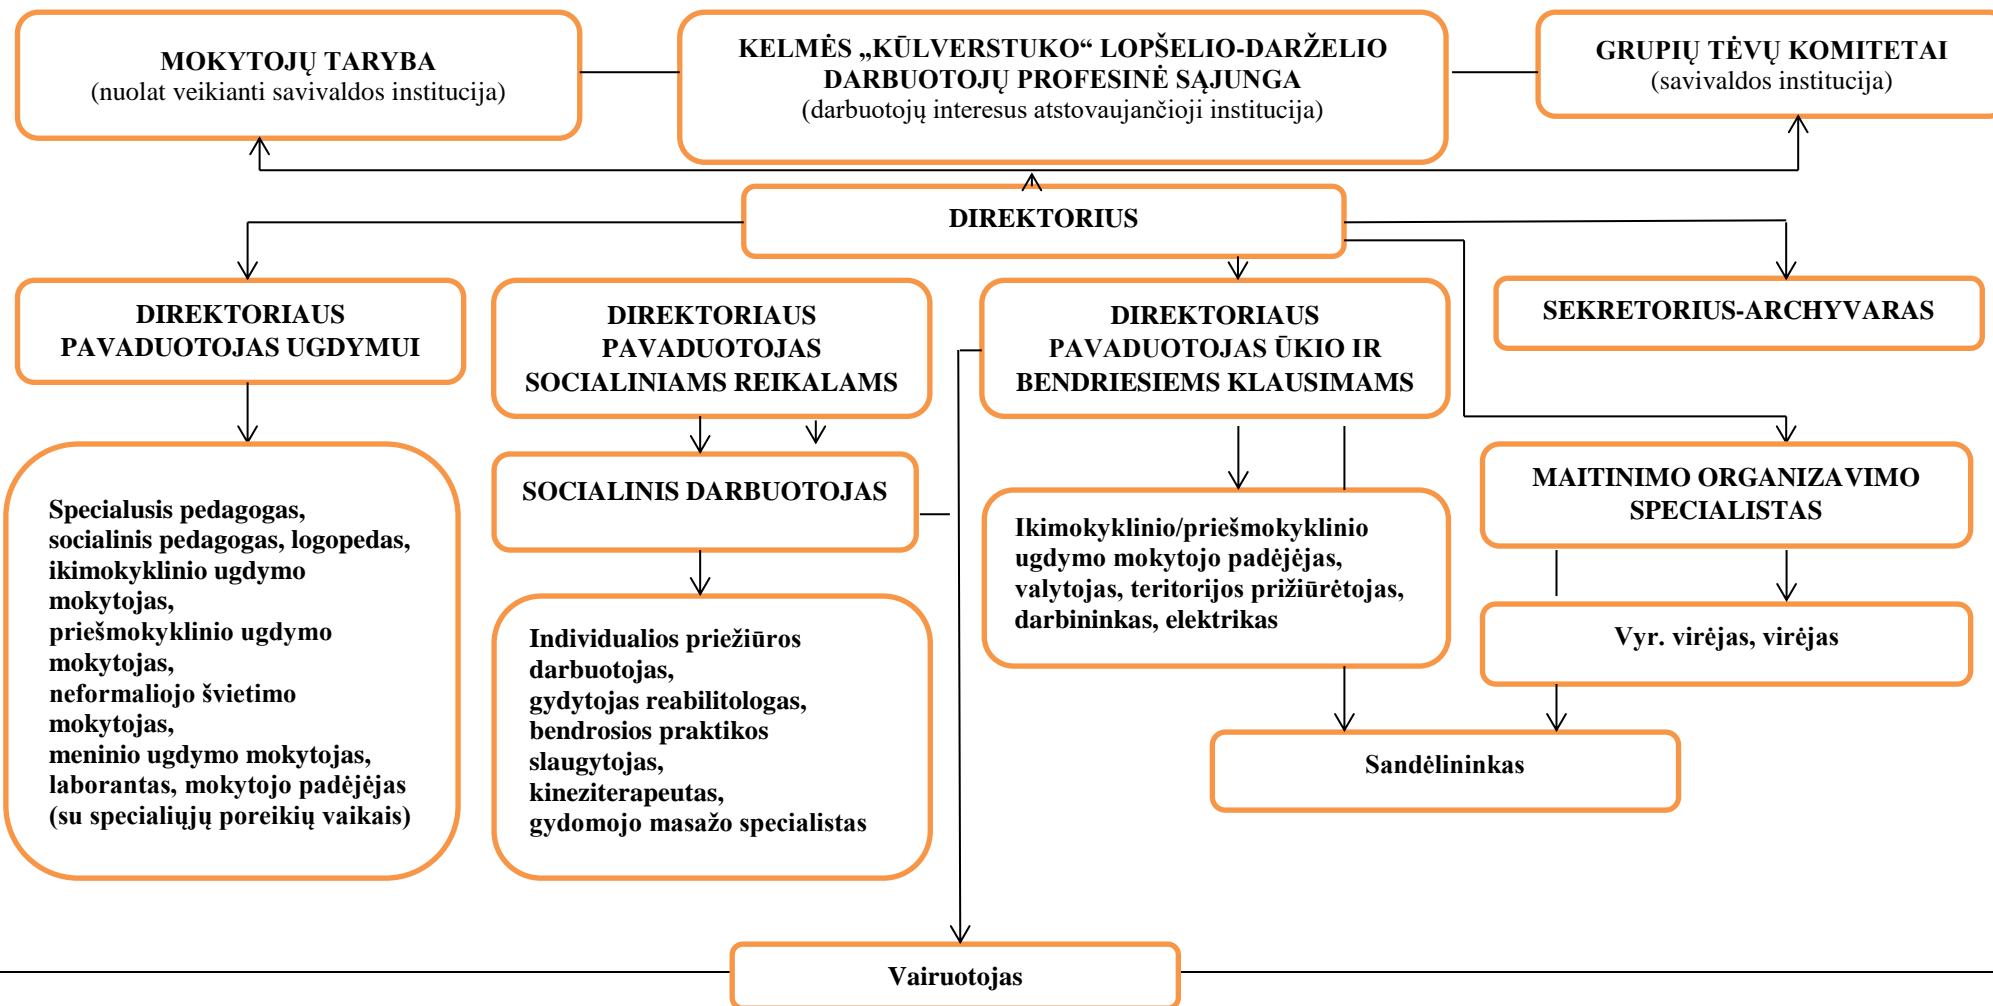 MOKYTOJŲ TARYBA
(nuolat veikianti savivaldos institucija)
KELMĖS „KŪLVERSTUKO“ LOPŠELIO-DARŽELIO
DARBUOTOJŲ PROFESINĖ SĄJUNGA
(darbuotojų interesus atstovaujančioji institucija)
GRUPIŲ TĖVŲ KOMITETAI
(savivaldos institucija)
DIREKTORIUS
DIREKTORIAUS
PAVADUOTOJAS UGDYMUI
DIREKTORIAUS
PAVADUOTOJAS
SOCIALINIAMS REIKALAMS
DIREKTORIAUS
PAVADUOTOJAS ŪKIO IR
BENDRIESIEMS KLAUSIMAMS
SEKRETORIUS-ARCHYVARAS
Specialusis pedagogas,
socialinis pedagogas, logopedas,
ikimokyklinio ugdymo
mokytojas,
priešmokyklinio ugdymo
mokytojas,
neformaliojo švietimo
mokytojas,
meninio ugdymo mokytojas,
laborantas, mokytojo padėjėjas
(su specialiųjų poreikių vaikais)
SOCIALINIS DARBUOTOJAS
Individualios priežiūros
darbuotojas,
gydytojas reabilitologas,
bendrosios praktikos
slaugytojas,
kineziterapeutas,
gydomojo masažo specialistas
Ikimokyklinio/priešmokyklinio
ugdymo mokytojo padėjėjas,
valytojas, teritorijos prižiūrėtojas,
darbininkas, elektrikas
MAITINIMO ORGANIZAVIMO
SPECIALISTAS
Vyr. virėjas, virėjas
Sandėlininkas
Vairuotojas